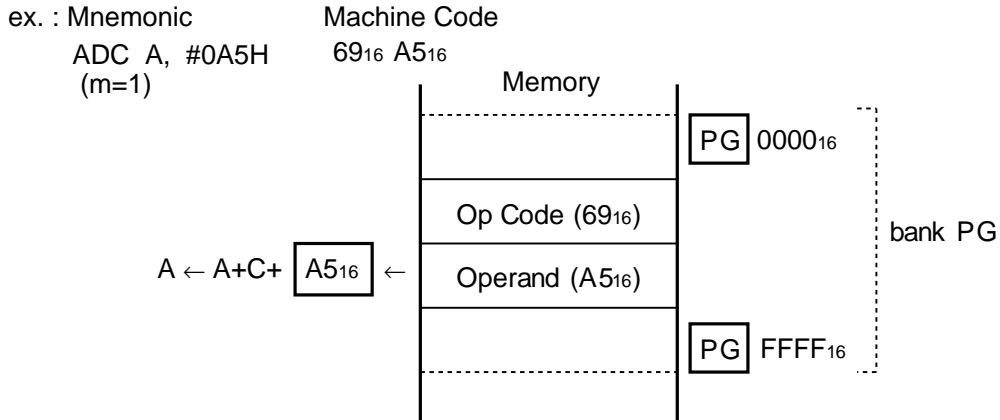 ex. : Mnemonic Machine Code
ADC A, #0A5H 69₁₆ A5₁₆
(m=1)
Memory
PG 0000₁₆
Op Code (69₁₆)
bank PG
A ← A+C+ A5₁₆ ← Operand (A5₁₆)
PG FFFF₁₆